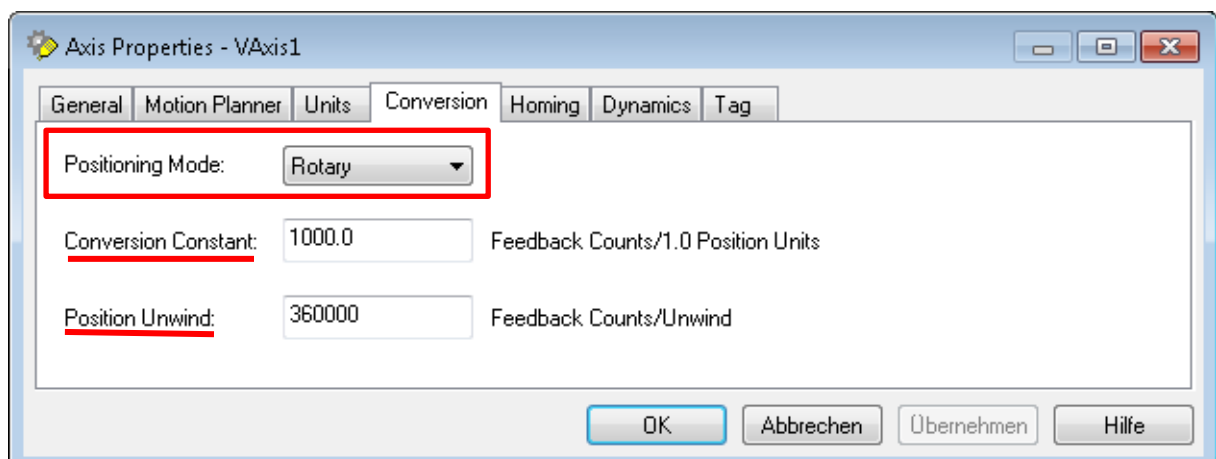 Axis Properties - VAxis1
General Motion Planner Units Conversion Homing Dynamics Tag
Positioning Mode: Rotary
Conversion Constant: 1000.0 Feedback Counts/1.0 Position Units
Position Unwind: 360000 Feedback Counts/Unwind
OK Abbrechen Übernehmen Hilfe